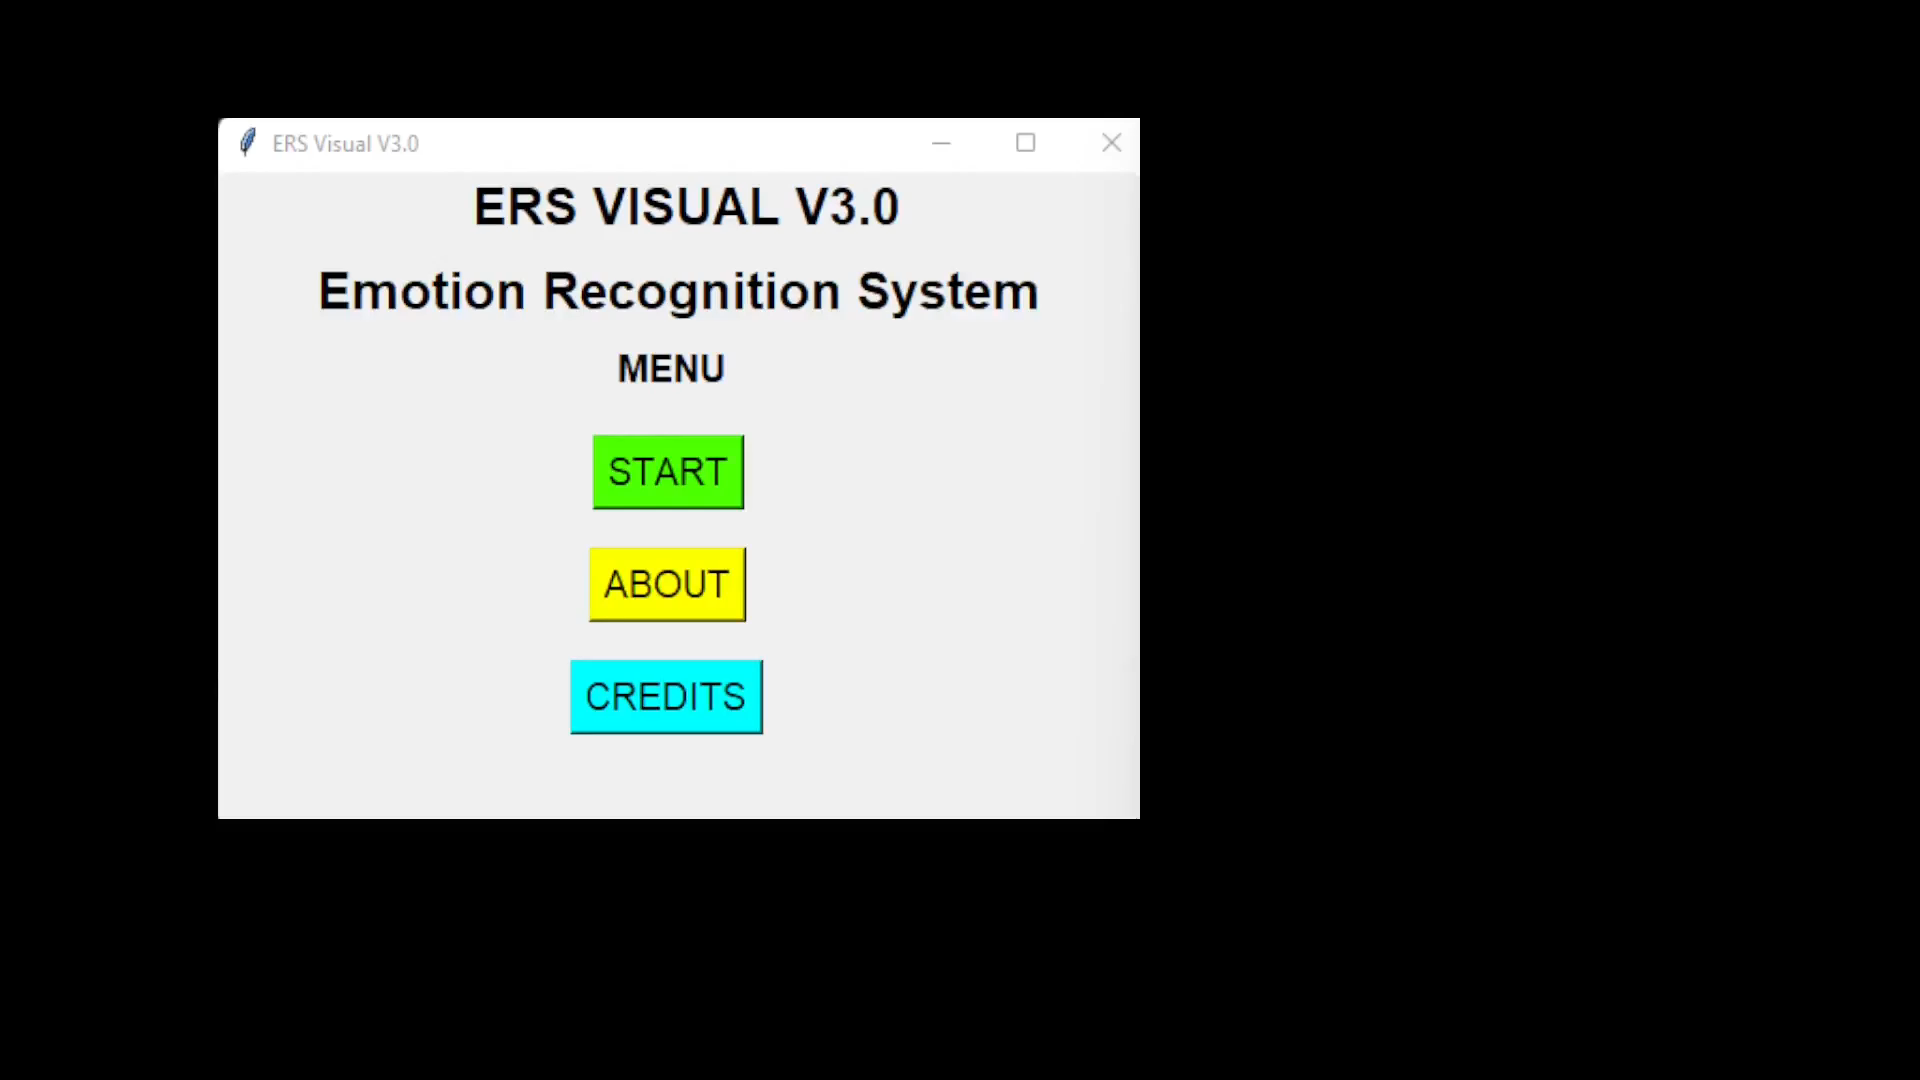 ERS Visual V3.0
ERS VISUAL V3.0
Emotion Recognition System
MENU
START
ABOUT
CREDITS